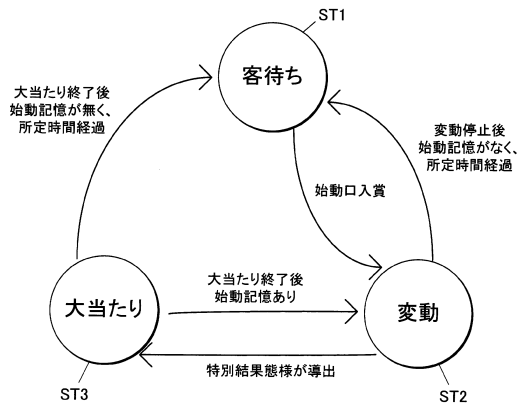 ST1
客待ち
大当たり終了後
始動記憶が無く、
所定時間経過
変動停止後
始動記憶がなく、
所定時間経過
始動口入賞
大当たり終了後
始動記憶あり
大当たり
変動
特別結果態様が導出
ST3
ST2